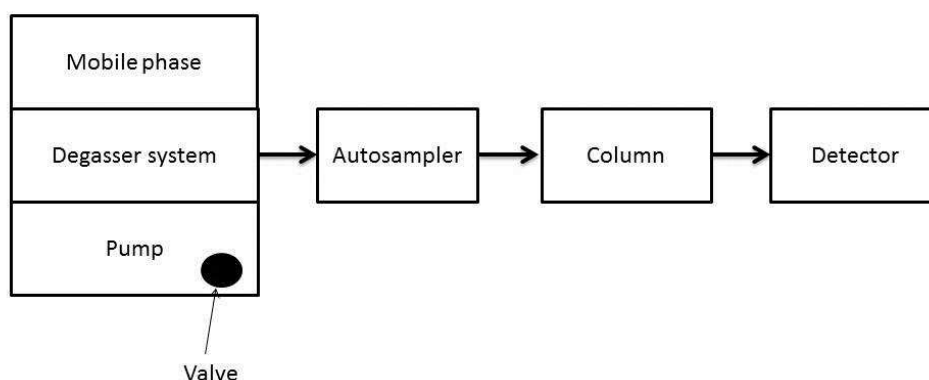 Mobile phase
Degasser system
Autosampler
Column
Detector
Pump
Valve